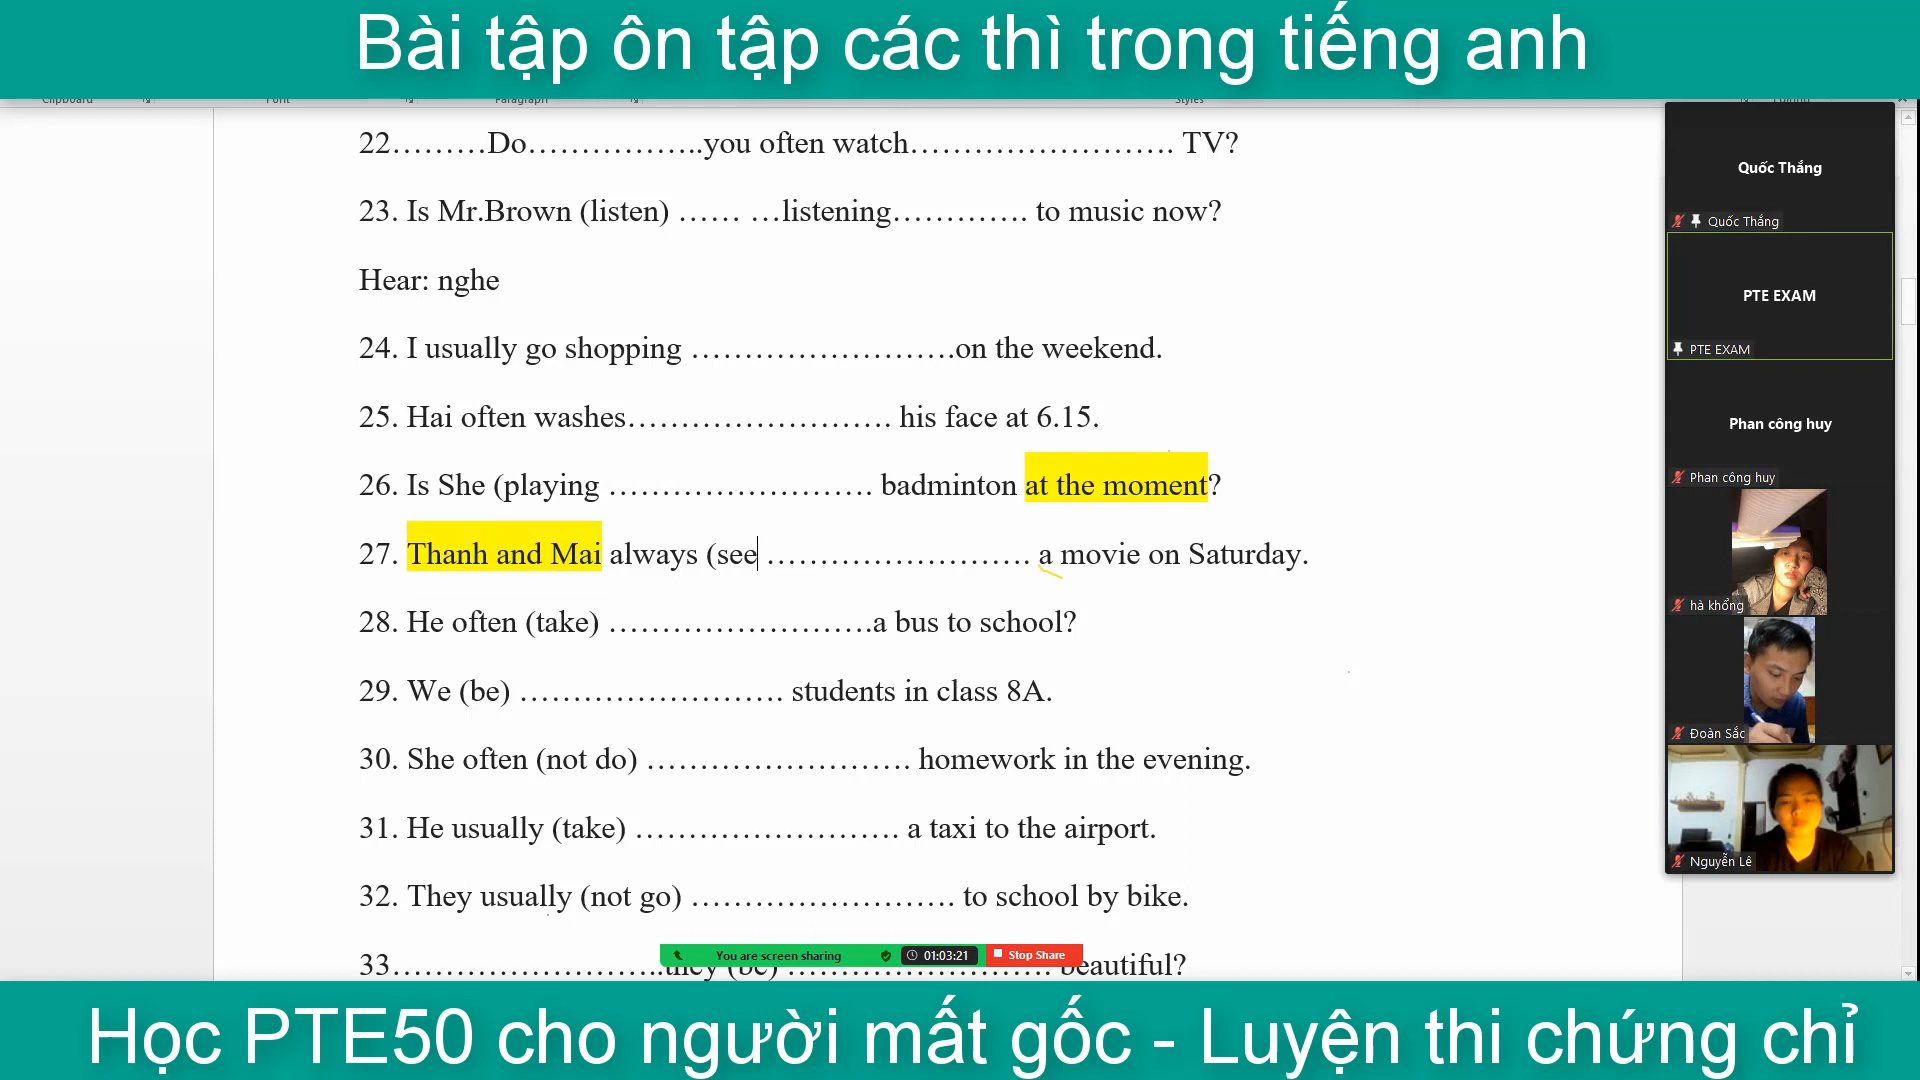 Bài tập ôn tập các thì trong tiếng anh
Clipboard
Font
Paragraph
Styles
Editing
22.………Do……………..you often watch……………………. TV?
23. Is Mr.Brown (listen) …… …listening…………. to music now?
Hear: nghe
24. I usually go shopping …………………….on the weekend.
25. Hai often washes……………………. his face at 6.15.
26. Is She (playing ……………………. badminton at the moment?
27. Thanh and Mai always (see ……………………. a movie on Saturday.
28. He often (take) …………………….a bus to school?
29. We (be) ……………………. students in class 8A.
30. She often (not do) ……………………. homework in the evening.
31. He usually (take) ……………………. a taxi to the airport.
32. They usually (not go) ……………………. to school by bike.
33……………………..they (be) ……………………. beautiful?
You are screen sharing
01:03:21
Stop Share
Quốc Thắng
Quốc Thắng
PTE EXAM
PTE EXAM
Phan công huy
Phan công huy
hà khổng
Đoàn Sắc
Nguyễn Lê
Học PTE50 cho người mất gốc - Luyện thi chứng chỉ